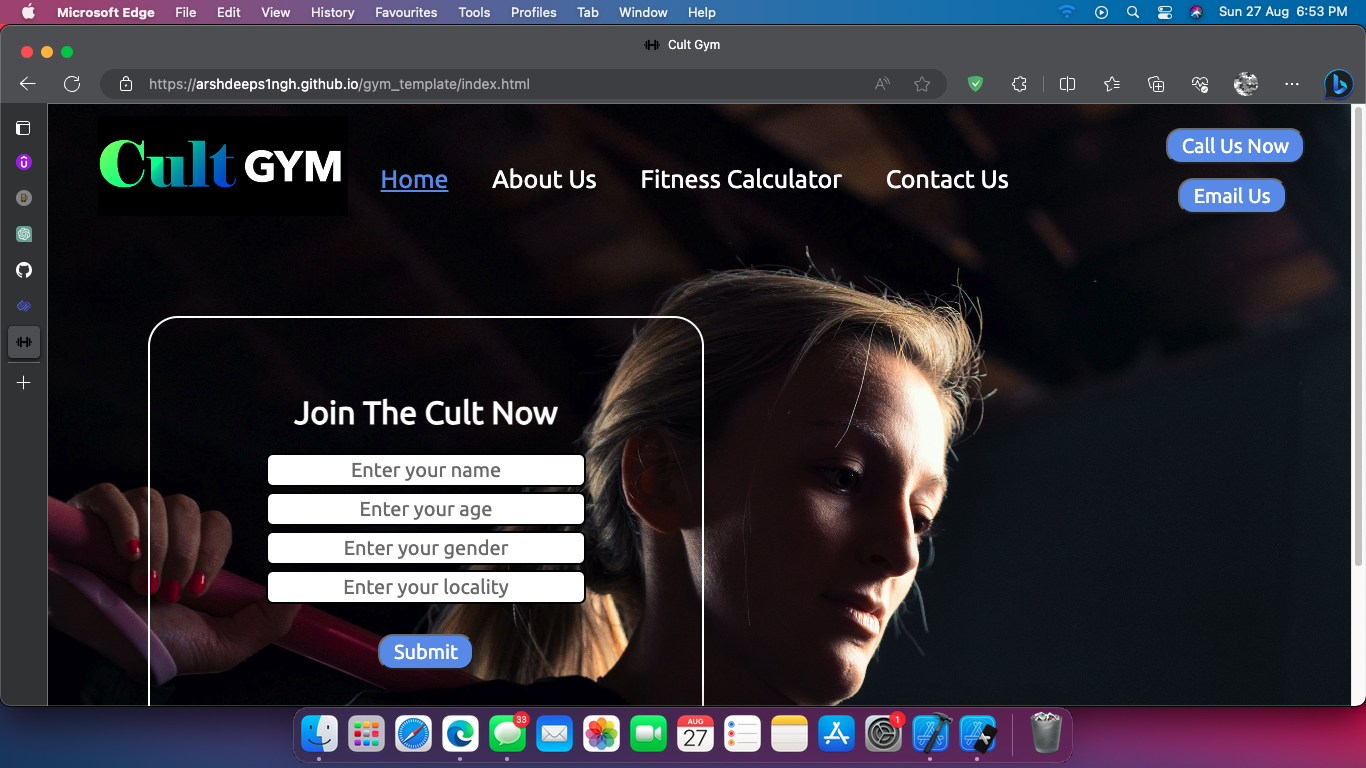 Microsoft Edge File Edit View History Favourites Tools Profiles Tab Window Help Sun 27 Aug 6:53 PM
Cult Gym
https://arshdeeps1ngh.github.io/gym_template/index.html
Cult GYM
Home About Us Fitness Calculator Contact Us
Call Us Now
Email Us
Join The Cult Now
Enter your name
Enter your age
Enter your gender
Enter your locality
Submit
33
AUG
27
1